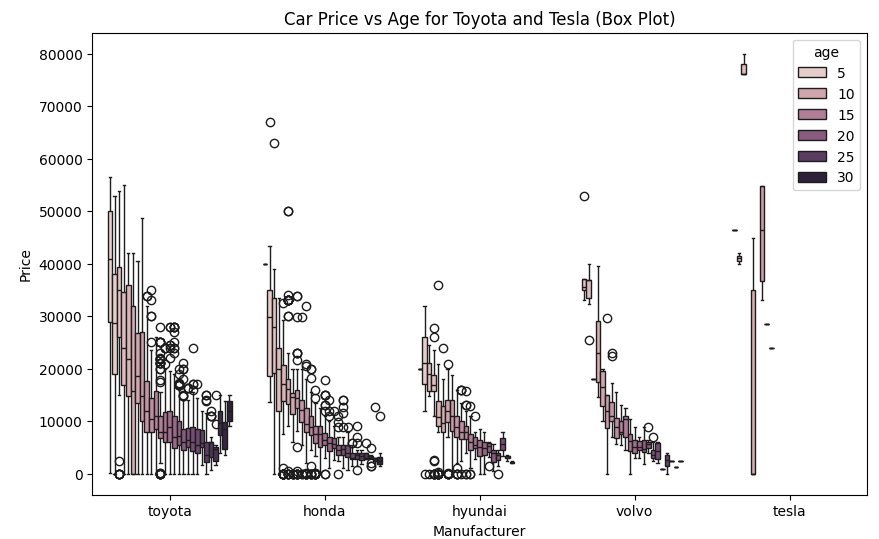 Car Price vs Age for Toyota and Tesla (Box Plot)
age
5
10
15
20
25
30
Price
80000
70000
60000
50000
40000
30000
20000
10000
0
toyota
honda
hyundai
volvo
tesla
Manufacturer